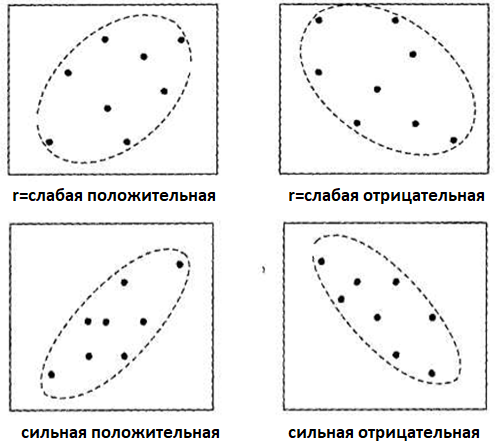 r=слабая положительная
r=слабая отрицательная
сильная положительная
сильная отрицательная